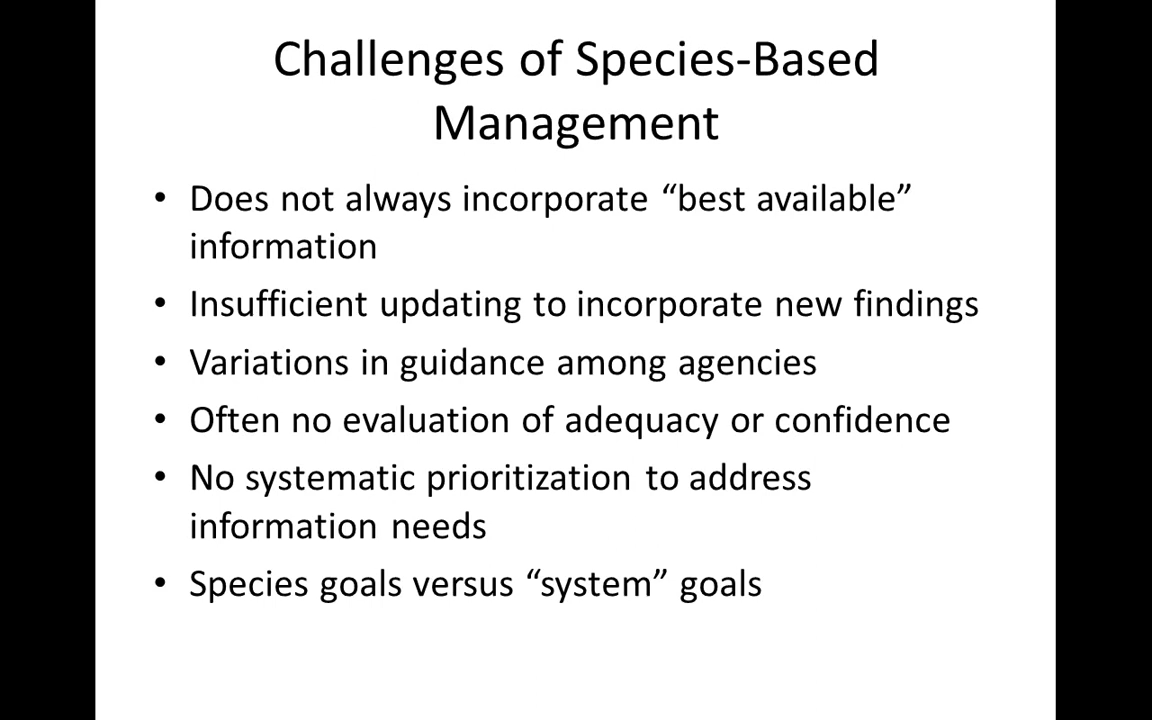 Challenges of Species-Based
Management
• Does not always incorporate “best available”
information
• Insufficient updating to incorporate new findings
• Variations in guidance among agencies
• Often no evaluation of adequacy or confidence
• No systematic prioritization to address
information needs
• Species goals versus “system” goals